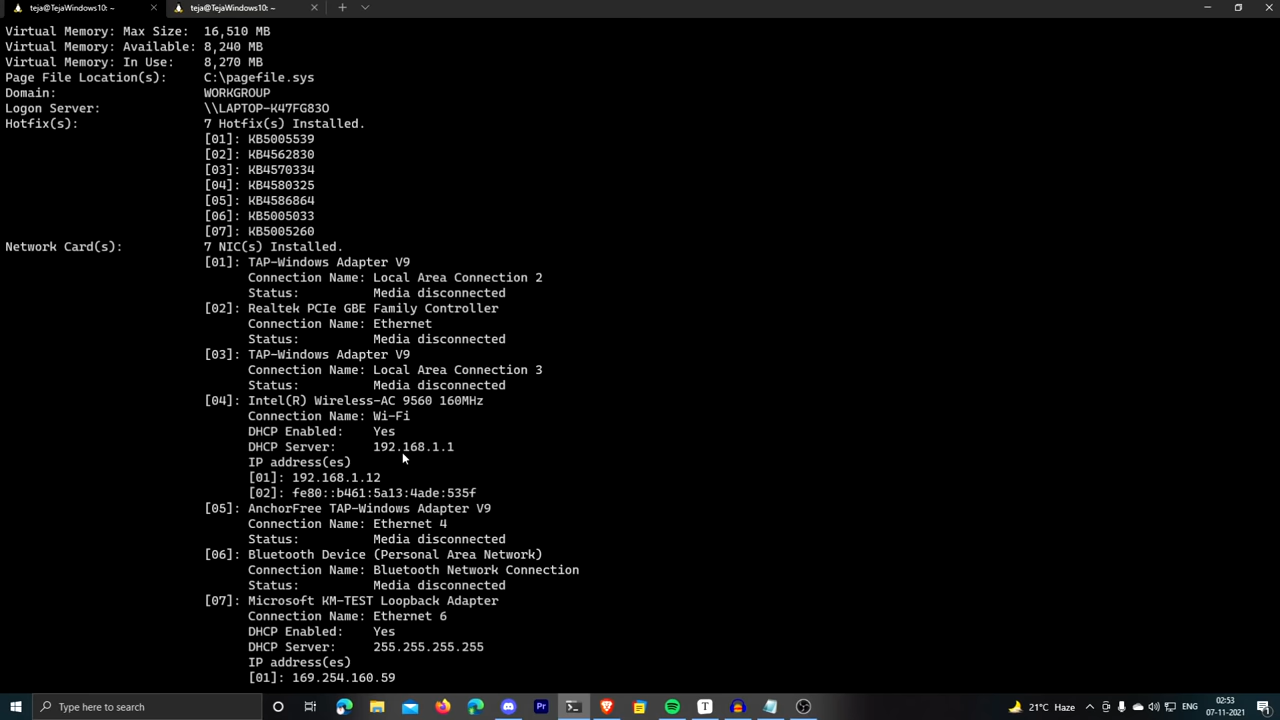 teja@TejaWindows10: ~
teja@TejaWindows10: ~
Virtual Memory: Max Size:  16,510 MB
Virtual Memory: Available: 8,240 MB
Virtual Memory: In Use:    8,270 MB
Page File Location(s):     C:\pagefile.sys
Domain:                    WORKGROUP
Logon Server:              \\LAPTOP-K47FG83O
Hotfix(s):                 7 Hotfix(s) Installed.
                           [01]: KB5005539
                           [02]: KB4562830
                           [03]: KB4570334
                           [04]: KB4580325
                           [05]: KB4586864
                           [06]: KB5005033
                           [07]: KB5005260
Network Card(s):           7 NIC(s) Installed.
                           [01]: TAP-Windows Adapter V9
                                 Connection Name: Local Area Connection 2
                                 Status:          Media disconnected
                           [02]: Realtek PCIe GBE Family Controller
                                 Connection Name: Ethernet
                                 Status:          Media disconnected
                           [03]: TAP-Windows Adapter V9
                                 Connection Name: Local Area Connection 3
                                 Status:          Media disconnected
                           [04]: Intel(R) Wireless-AC 9560 160MHz
                                 Connection Name: Wi-Fi
                                 DHCP Enabled:    Yes
                                 DHCP Server:     192.168.1.1
                                 IP address(es)
                                 [01]: 192.168.1.12
                                 [02]: fe80::b461:5a13:4ade:535f
                           [05]: AnchorFree TAP-Windows Adapter V9
                                 Connection Name: Ethernet 4
                                 Status:          Media disconnected
                           [06]: Bluetooth Device (Personal Area Network)
                                 Connection Name: Bluetooth Network Connection
                                 Status:          Media disconnected
                           [07]: Microsoft KM-TEST Loopback Adapter
                                 Connection Name: Ethernet 6
                                 DHCP Enabled:    Yes
                                 DHCP Server:     255.255.255.255
                                 IP address(es)
                                 [01]: 169.254.160.59
Type here to search
Pr
T
21°C Haze
ENG
02:53
07-11-2021